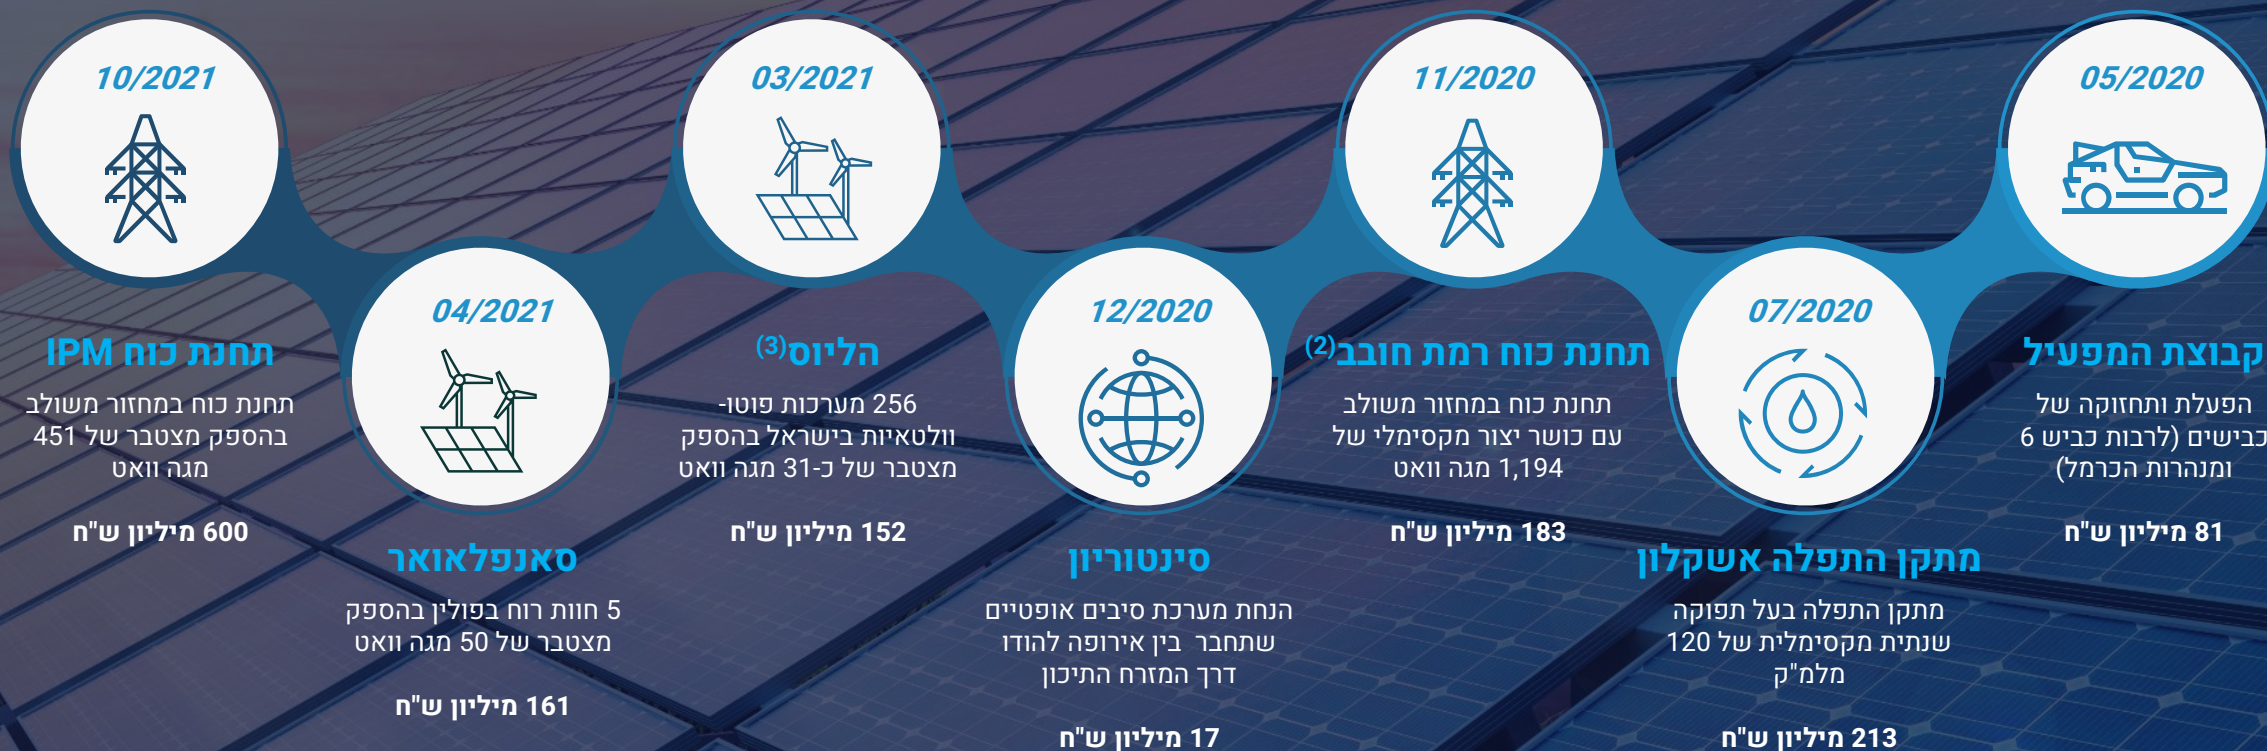 05/2020
קבוצת המפעיל
הפעלת ותחזוקה של
כבישים (לרבות כביש 6
ומנהרות הכרמל)
81 מיליון ש"ח
07/2020
מתקן התפלה אשקלון
מתקן התפלה בעל תפוקה
שנתית מקסימלית של 120
מלמ"ק
213 מיליון ש"ח
11/2020
תחנת כוח רמת חובב(2)
תחנת כוח במחזור משולב
עם כושר יצור מקסימלי של
1,194 מגה וואט
183 מיליון ש"ח
12/2020
סינטוריון
הנחת מערכת סיבים אופטיים
שתחבר בין אירופה להודו
דרך המזרח התיכון
17 מיליון ש"ח
03/2021
הליוס(3)
256 מערכות פוטו-
וולטאיות בישראל בהספק
מצטבר של כ-31 מגה וואט
152 מיליון ש"ח
04/2021
סאנפלאואר
5 חוות רוח בפולין בהספק
מצטבר של 50 מגה וואט
161 מיליון ש"ח
10/2021
תחנת כוח IPM
תחנת כוח במחזור משולב
בהספק מצטבר של 451
מגה וואט
600 מיליון ש"ח